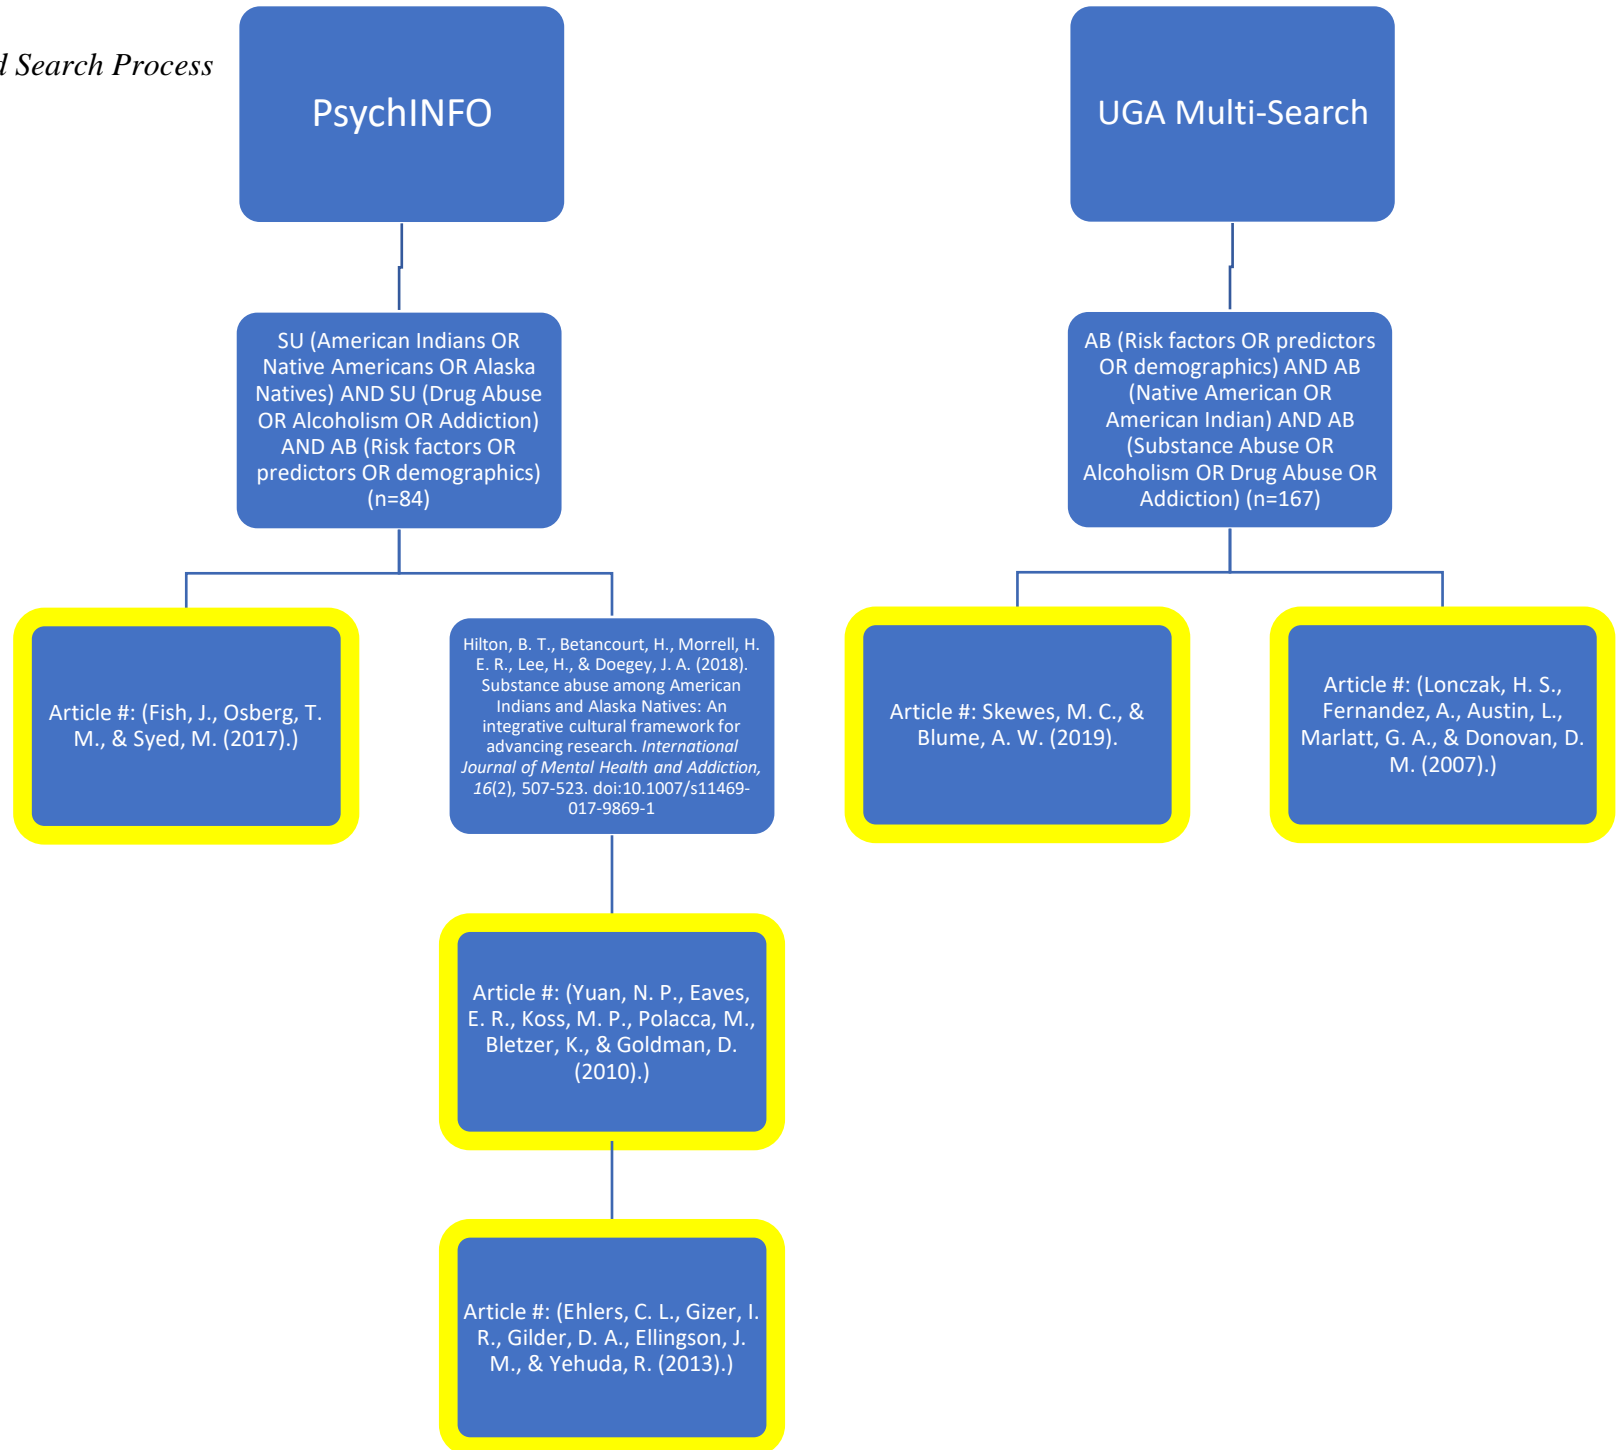 d Search Process
PsychINFO
UGA Multi-Search
SU (American Indians OR
Native Americans OR Alaska
Natives) AND SU (Drug Abuse
OR Alcoholism OR Addiction)
AND AB (Risk factors OR
predictors OR demographics)
(n=84)
AB (Risk factors OR predictors
OR demographics) AND AB
(Native American OR
American Indian) AND AB
(Substance Abuse OR
Alcoholism OR Drug Abuse OR
Addiction) (n=167)
Article #: (Fish, J., Osberg, T.
M., & Syed, M. (2017).)
Hilton, B. T., Betancourt, H., Morrell, H.
E. R., Lee, H., & Doegey, J. A. (2018).
Substance abuse among American
Indians and Alaska Natives: An
integrative cultural framework for
advancing research. International
Journal of Mental Health and Addiction,
16(2), 507-523. doi:10.1007/s11469-
017-9869-1
Article #: Skewes, M. C., &
Blume, A. W. (2019).
Article #: (Lonczak, H. S.,
Fernandez, A., Austin, L.,
Marlatt, G. A., & Donovan, D.
M. (2007).)
Article #: (Yuan, N. P., Eaves,
E. R., Koss, M. P., Polacca, M.,
Bletzer, K., & Goldman, D.
(2010).)
Article #: (Ehlers, C. L., Gizer, I.
R., Gilder, D. A., Ellingson, J.
M., & Yehuda, R. (2013).)